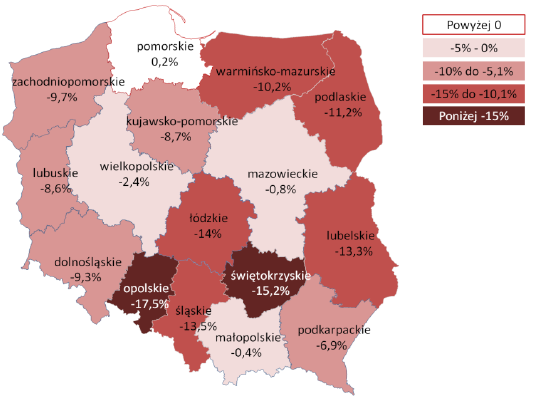 Powyżej 0
-5% - 0%
-10% do -5,1%
-15% do -10,1%
Poniżej -15%
pomorskie
0,2%
zachodniopomorskie
-9,7%
warmińsko-mazurskie
-10,2%
podlaskie
-11,2%
kujawsko-pomorskie
-8,7%
wielkopolskie
-2,4%
mazowieckie
-0,8%
lubuskie
-8,6%
łódzkie
-14%
lubelskie
-13,3%
dolnośląskie
-9,3%
opolskie
-17,5%
świętokrzyskie
-15,2%
śląskie
-13,5%
małopolskie
-0,4%
podkarpackie
-6,9%